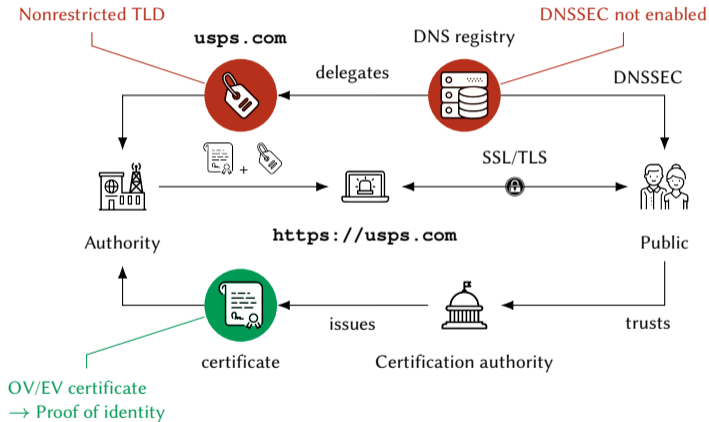 Nonrestricted TLD
DNSSEC not enabled
usps.com
DNS registry
delegates
DNSSEC
+
SSL/TLS
Authority
https://usps.com
Public
issues
trusts
certificate
Certification authority
OV/EV certificate
→ Proof of identity